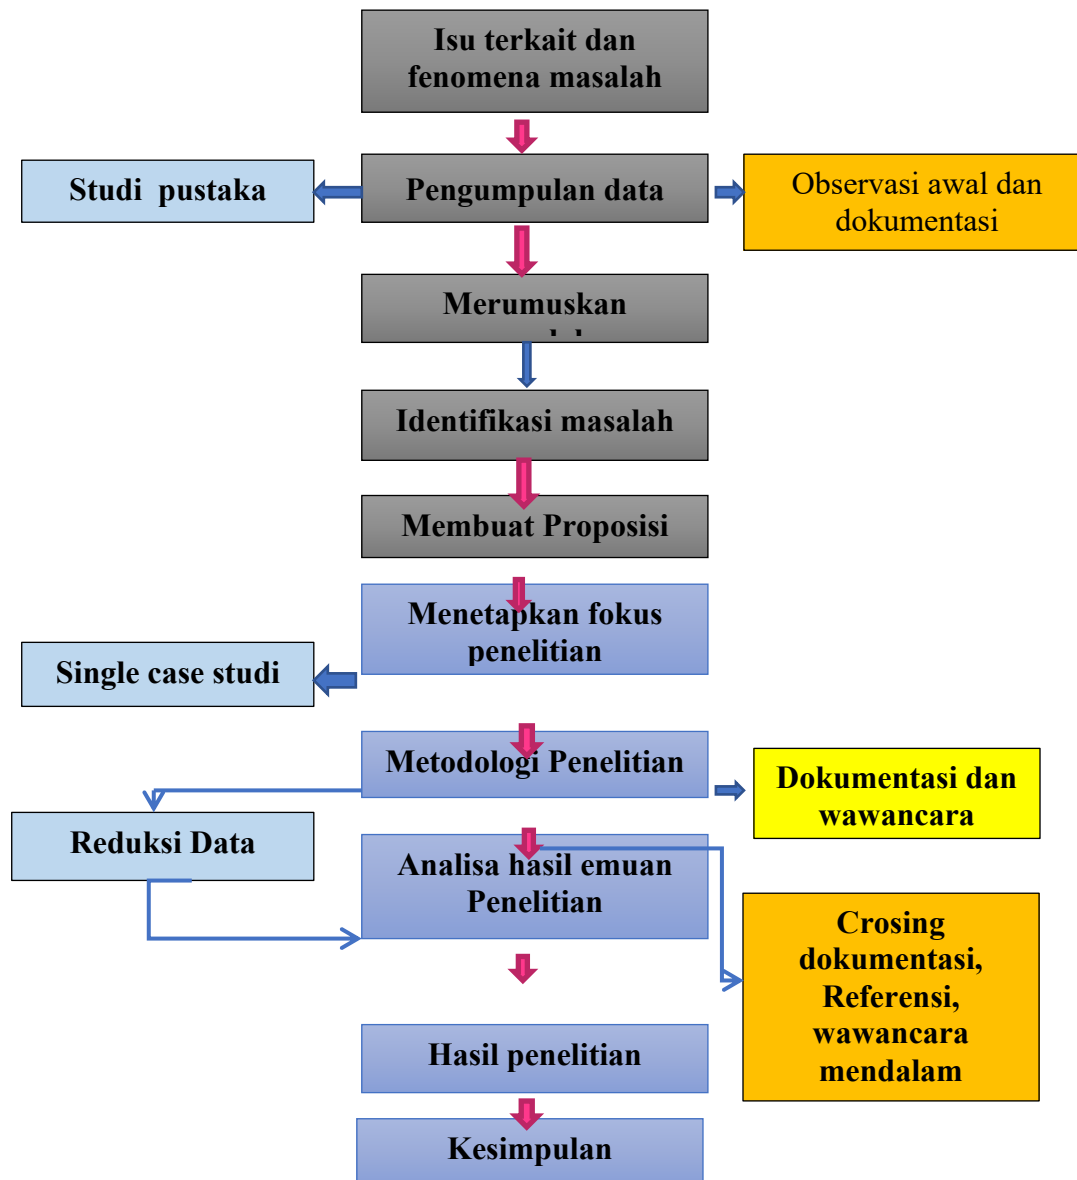 Isu terkait dan
fenomena masalah
Studi pustaka
Pengumpulan data
Observasi awal dan
dokumentasi
Merumuskan
Identifikasi masalah
Membuat Proposisi
Menetapkan fokus
penelitian
Single case studi
Metodologi Penelitian
Dokumentasi dan
wawancara
Reduksi Data
Analisa hasil emuan
Penelitian
Crosing
dokumentasi,
Referensi,
wawancara
mendalam
Hasil penelitian
Kesimpulan